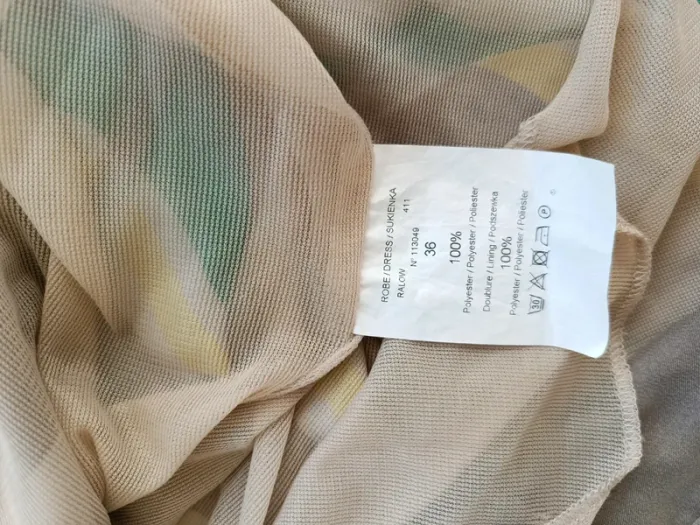 ROBE / DRESS / SUKIENKA
RALOW N° 113049 411
36
100%
Polyester / Polyester / Poliester
Doublure / Lining / Podszewka
100%
Polyester / Polyester / Poliester
30 P